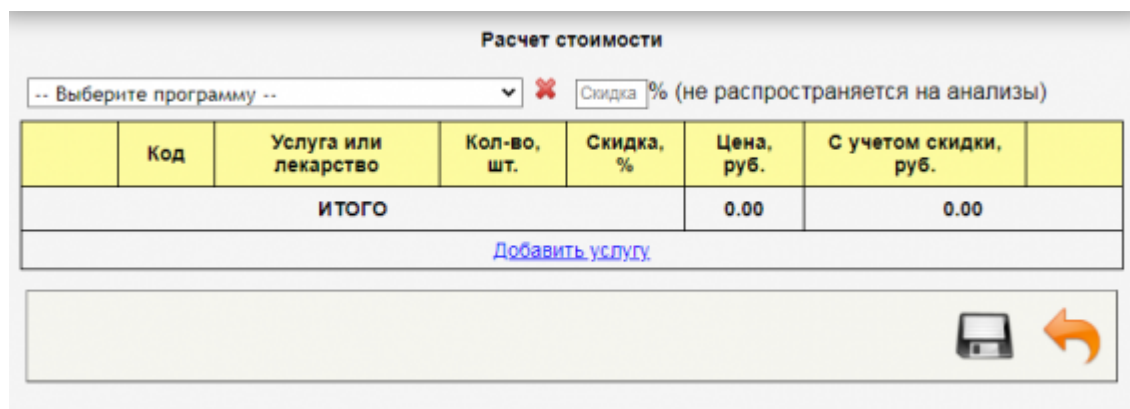 Расчет стоимости
-- Выберите программу -- Скидка % (не распространяется на анализы)
Код Услуга или лекарство Кол-во, шт. Скидка, % Цена, руб. С учетом скидки, руб.
ИТОГО 0.00 0.00
Добавить услугу